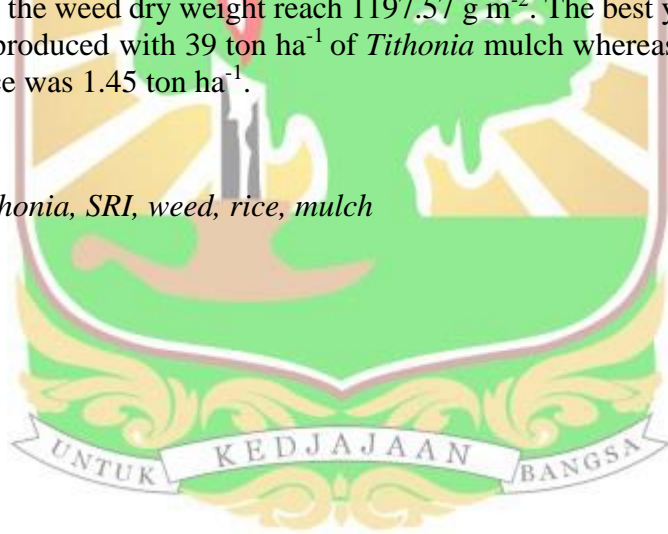 the weed dry weight reach 1197.57 g m⁻². The best y
produced with 39 ton ha⁻¹ of Tithonia mulch whereas
ce was 1.45 ton ha⁻¹.
honia, SRI, weed, rice, mulch
UNTUK KEDJAJAAN BANGSA